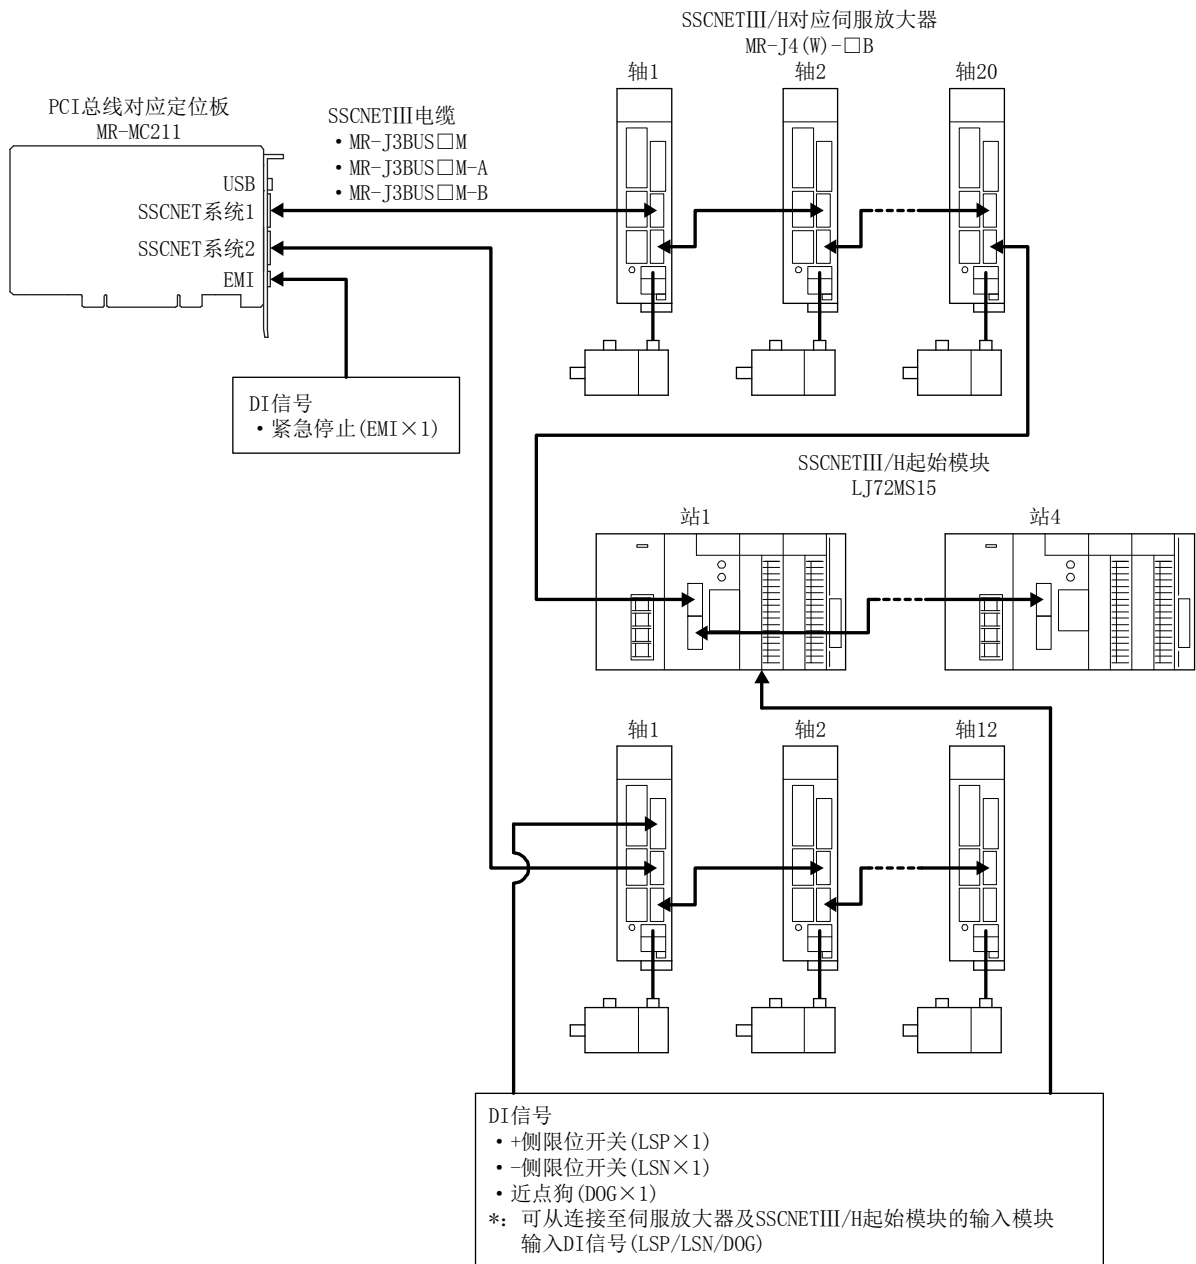 SSCNETⅢ/H对应伺服放大器
MR-J4(W)-□B
轴1
轴2
轴20
PCI总线对应定位板
MR-MC211
SSCNETⅢ电缆
・MR-J3BUS□M
・MR-J3BUS□M-A
・MR-J3BUS□M-B
USB
SSCNET系统1
SSCNET系统2
EMI
DI信号
・紧急停止(EMI×1)
SSCNETⅢ/H起始模块
LJ72MS15
站1
站4
轴1
轴2
轴12
DI信号
・+侧限位开关(LSP×1)
・-侧限位开关(LSN×1)
・近点狗(DOG×1)
*: 可从连接至伺服放大器及SSCNETⅢ/H起始模块的输入模块
输入DI信号(LSP/LSN/DOG)